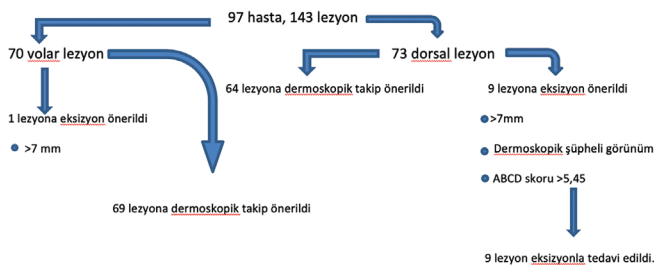 97 hasta, 143 lezyon
70 volar lezyon
73 dorsal lezyon
64 lezyona dermoskopik takip önerildi
9 lezyona eksizyon önerildi
1 lezyona eksizyon önerildi
>7 mm
>7mm
Dermoskopik şüpheli görünüm
ABCD skoru >5,45
69 lezyona dermoskopik takip önerildi
9 lezyon eksizyonla tedavi edildi.